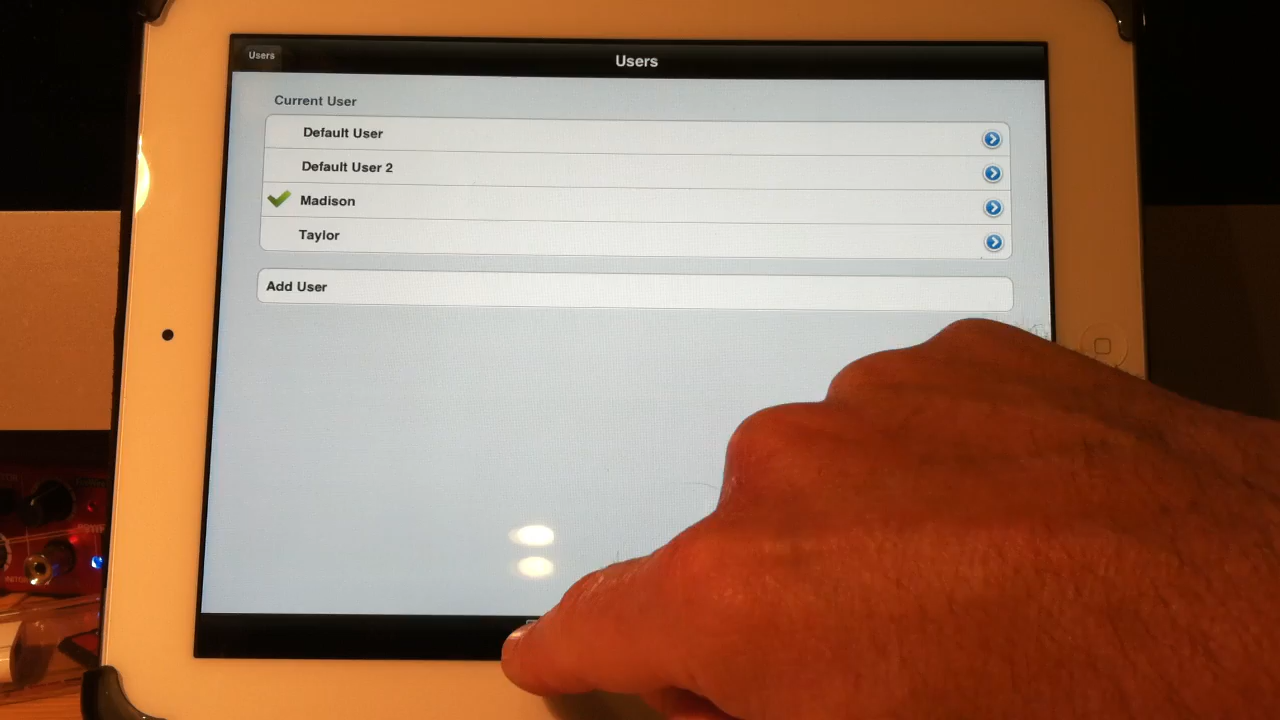 Users
Users
Current User
Default User
Default User 2
Madison
Taylor
Add User